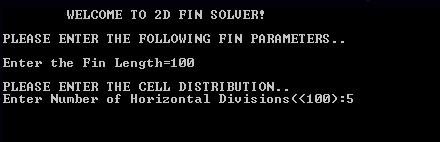 WELCOME TO 2D FIN SOLVER!
PLEASE ENTER THE FOLLOWING FIN PARAMETERS..
Enter the Fin Length=100
PLEASE ENTER THE CELL DISTRIBUTION..
Enter Number of Horizontal Divisions(<100):5